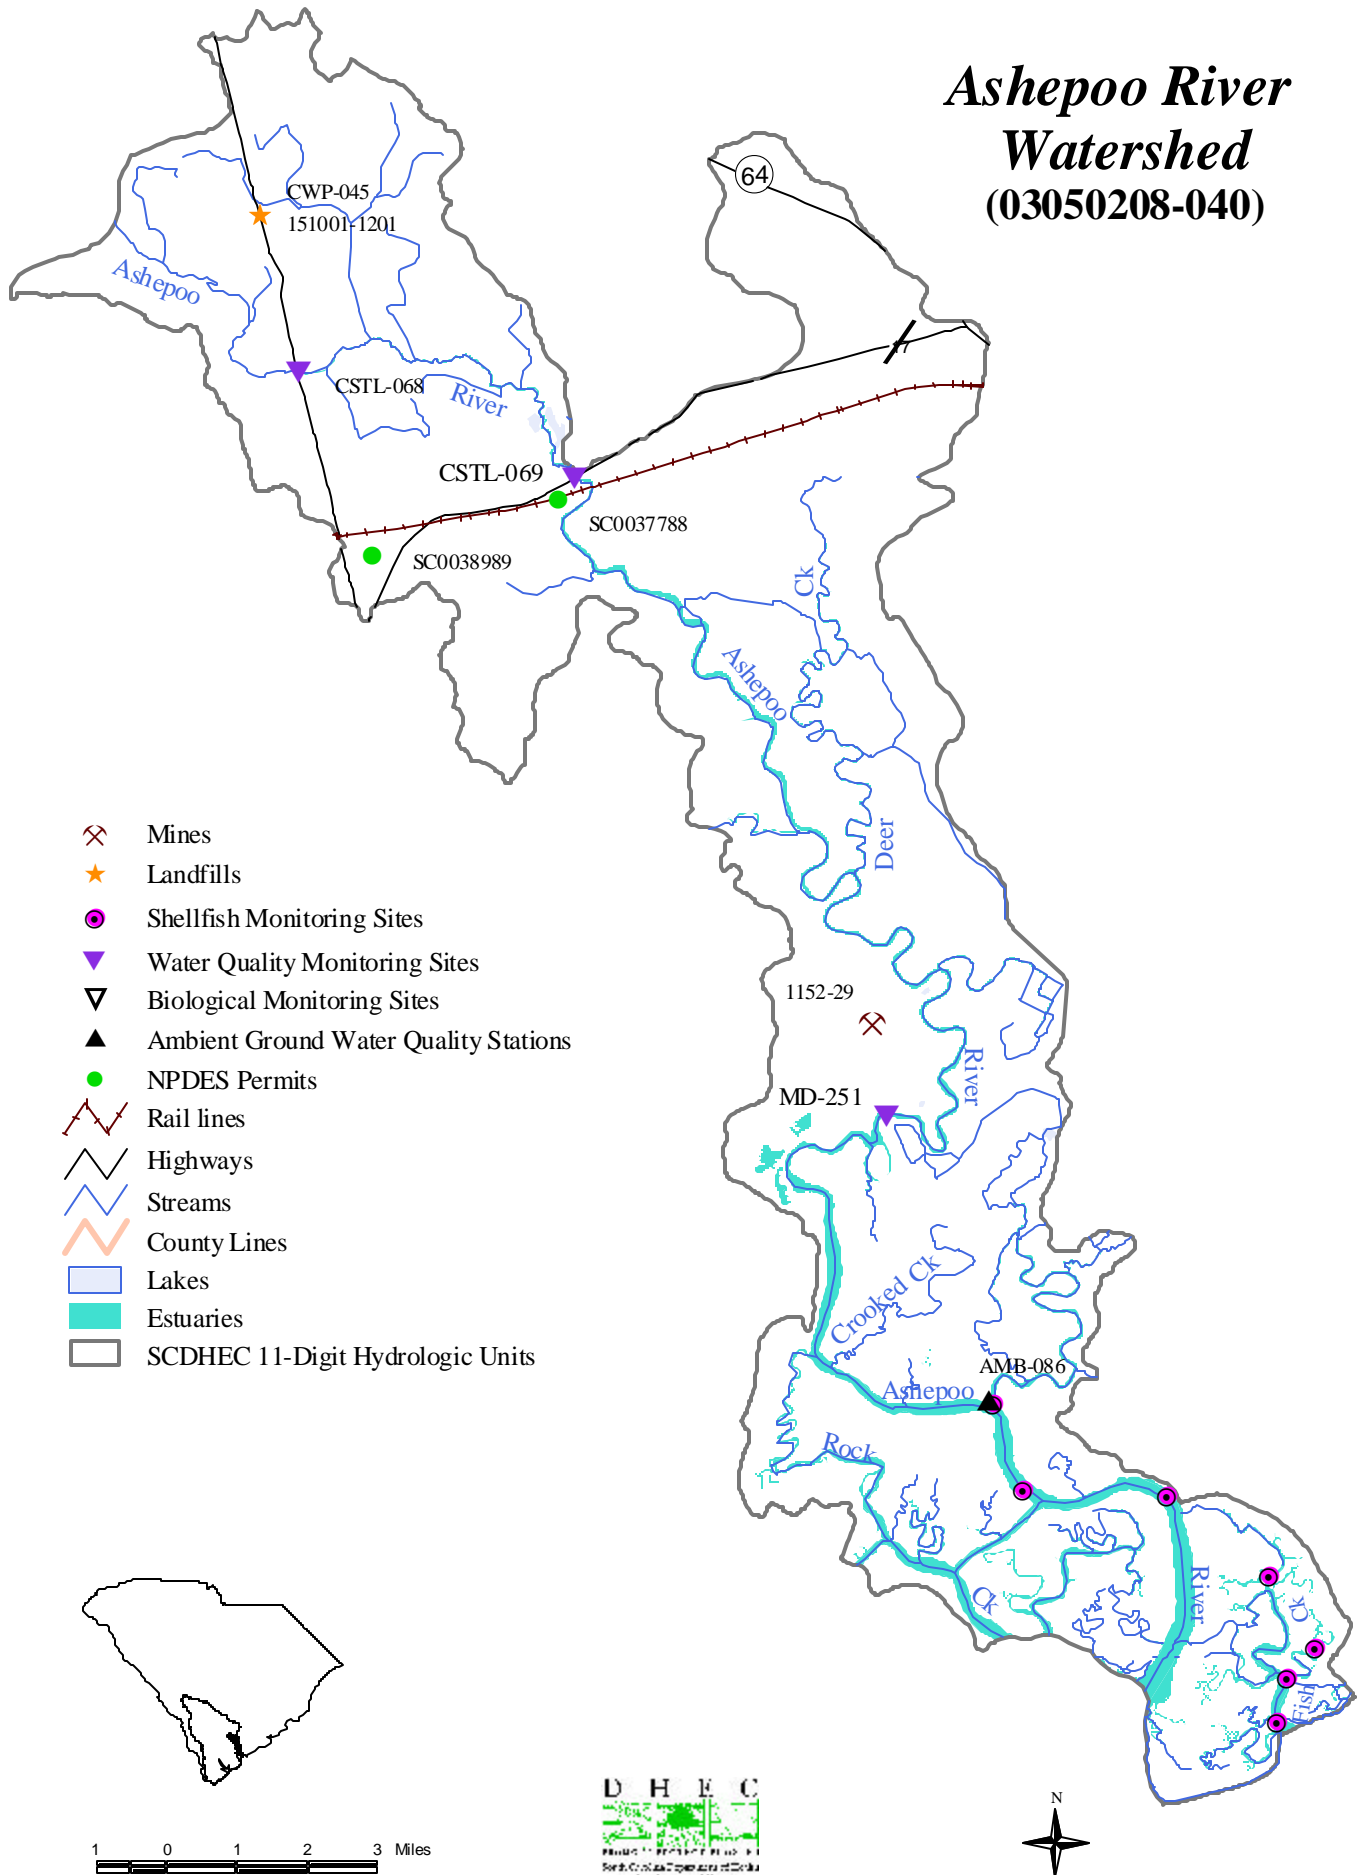 Ashepoo River
Watershed
(03050208-040)
64
CWP-045
151001-1201
Ashepoo
CSTL-068
River
CSTL-069
SC0037788
SC0038989
Ck
Ashepoo
Deer
1152-29
River
MD-251
Crooked Ck
AMB-086
Ashepoo
Rock
Ck
River
Ck
Fish
Mines
Landfills
Shellfish Monitoring Sites
Water Quality Monitoring Sites
Biological Monitoring Sites
Ambient Ground Water Quality Stations
NPDES Permits
Rail lines
Highways
Streams
County Lines
Lakes
Estuaries
SCDHEC 11-Digit Hydrologic Units
1 0 1 2 3 Miles
D H E C
N